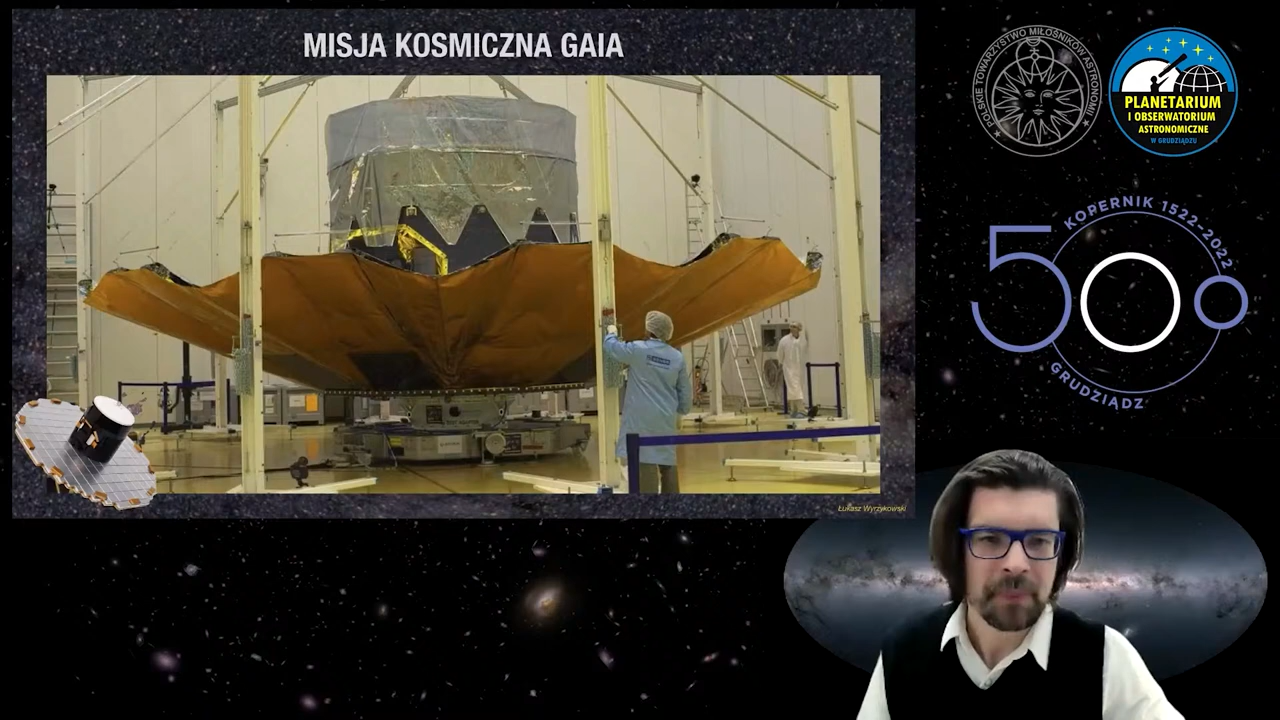 MISJA KOSMICZNA GAIA
Łukasz Wyrzykowski
POLSKIE TOWARZYSTWO MIŁOŚNIKÓW ASTRONOMII
PLANETARIUM
I OBSERWATORIUM
ASTRONOMICZNE
W GRUDZIĄDZU
KOPERNIK 1522-2022
500
GRUDZIĄDZ